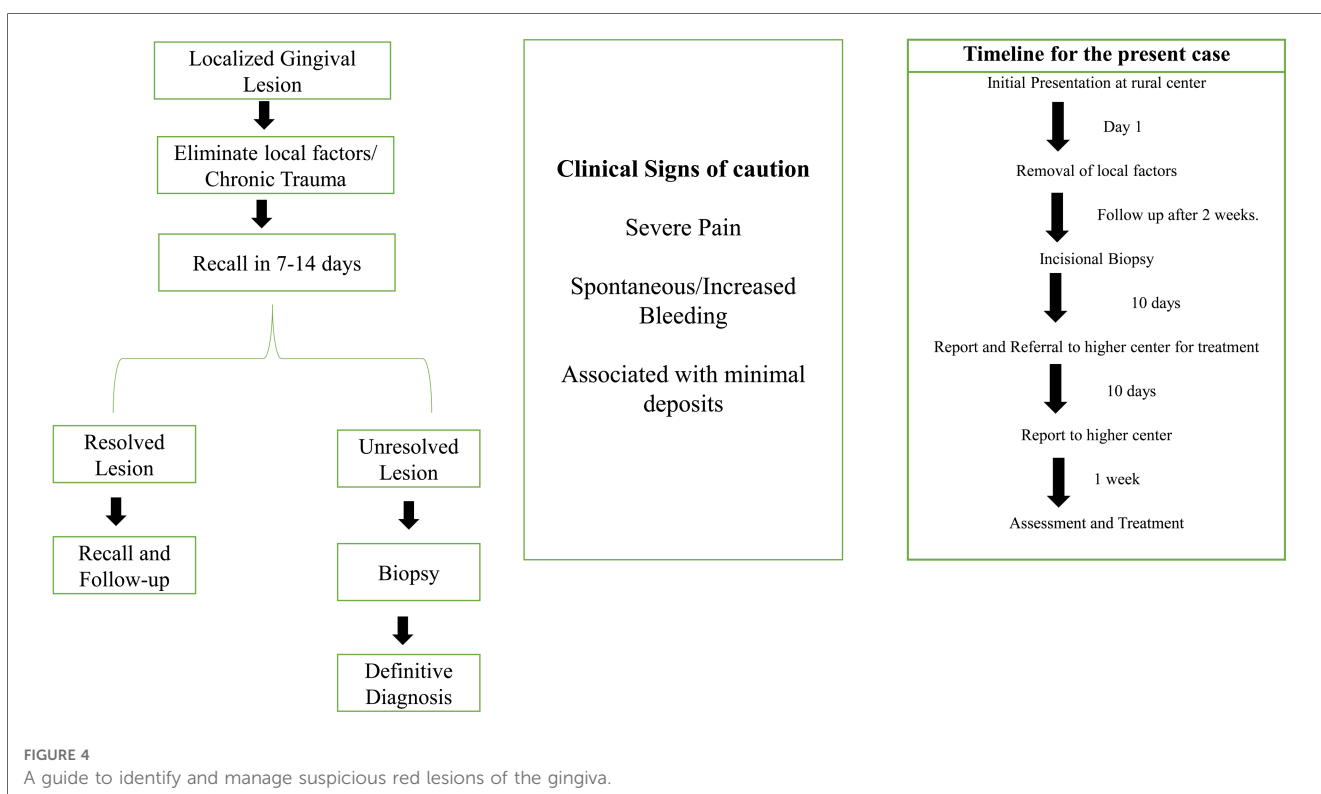 Localized Gingival
Lesion
Eliminate local factors/
Chronic Trauma
Recall in 7-14 days
Resolved
Lesion
Recall and
Follow-up
Unresolved
Lesion
Biopsy
Definitive
Diagnosis
Clinical Signs of caution
Severe Pain
Spontaneous/Increased
Bleeding
Associated with minimal
deposits
Timeline for the present case
Initial Presentation at rural center
Day 1
Removal of local factors
Follow up after 2 weeks.
Incisional Biopsy
10 days
Report and Referral to higher center for treatment
10 days
Report to higher center
1 week
Assessment and Treatment
FIGURE 4
A guide to identify and manage suspicious red lesions of the gingiva.